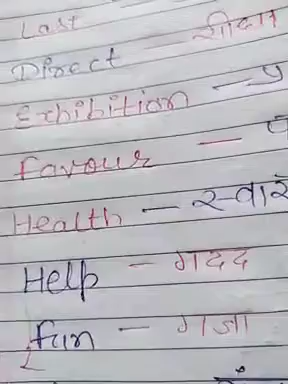 Last
Direct - सीधा
Exhibition - प्र
favour -
Health - स्वा
Help - मदद
fun - मजा